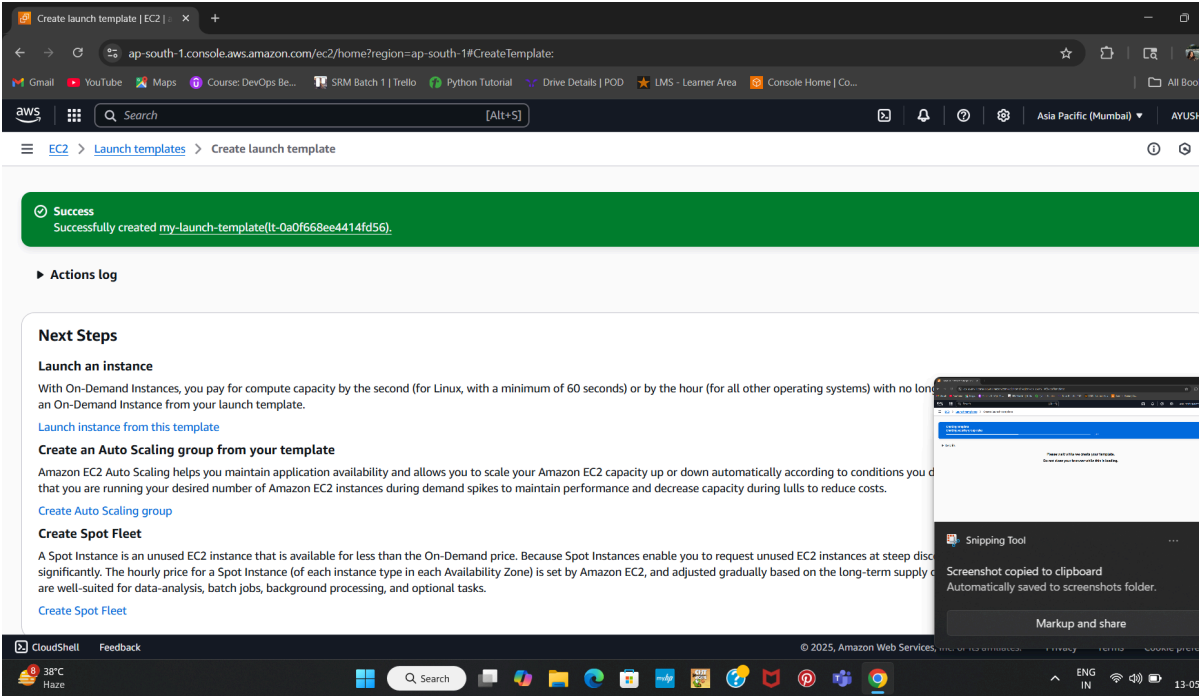 Create launch template | EC2 | a
ap-south-1.console.aws.amazon.com/ec2/home?region=ap-south-1#CreateTemplate:
Gmail YouTube Maps Course: DevOps Be... SRM Batch 1 | Trello Python Tutorial Drive Details | POD LMS - Learner Area Console Home | Co... All Boo
aws Search [Alt+S] Asia Pacific (Mumbai) AYUSH
EC2 > Launch templates > Create launch template
Success
Successfully created my-launch-template(lt-0a0f668ee4414fd56).
Actions log
Next Steps
Launch an instance
With On-Demand Instances, you pay for compute capacity by the second (for Linux, with a minimum of 60 seconds) or by the hour (for all other operating systems) with no long
an On-Demand Instance from your launch template.
Launch instance from this template
Create an Auto Scaling group from your template
Amazon EC2 Auto Scaling helps you maintain application availability and allows you to scale your Amazon EC2 capacity up or down automatically according to conditions you d
that you are running your desired number of Amazon EC2 instances during demand spikes to maintain performance and decrease capacity during lulls to reduce costs.
Create Auto Scaling group
Create Spot Fleet
A Spot Instance is an unused EC2 instance that is available for less than the On-Demand price. Because Spot Instances enable you to request unused EC2 instances at steep disc
significantly. The hourly price for a Spot Instance (of each instance type in each Availability Zone) is set by Amazon EC2, and adjusted gradually based on the long-term supply
are well-suited for data-analysis, batch jobs, background processing, and optional tasks.
Create Spot Fleet
Snipping Tool
Screenshot copied to clipboard
Automatically saved to screenshots folder.
Markup and share
CloudShell Feedback © 2025, Amazon Web Services, Inc. or its affiliates. Privacy Terms Cookie prefe
8
38°C
Haze
Search
ENG
IN
13-05